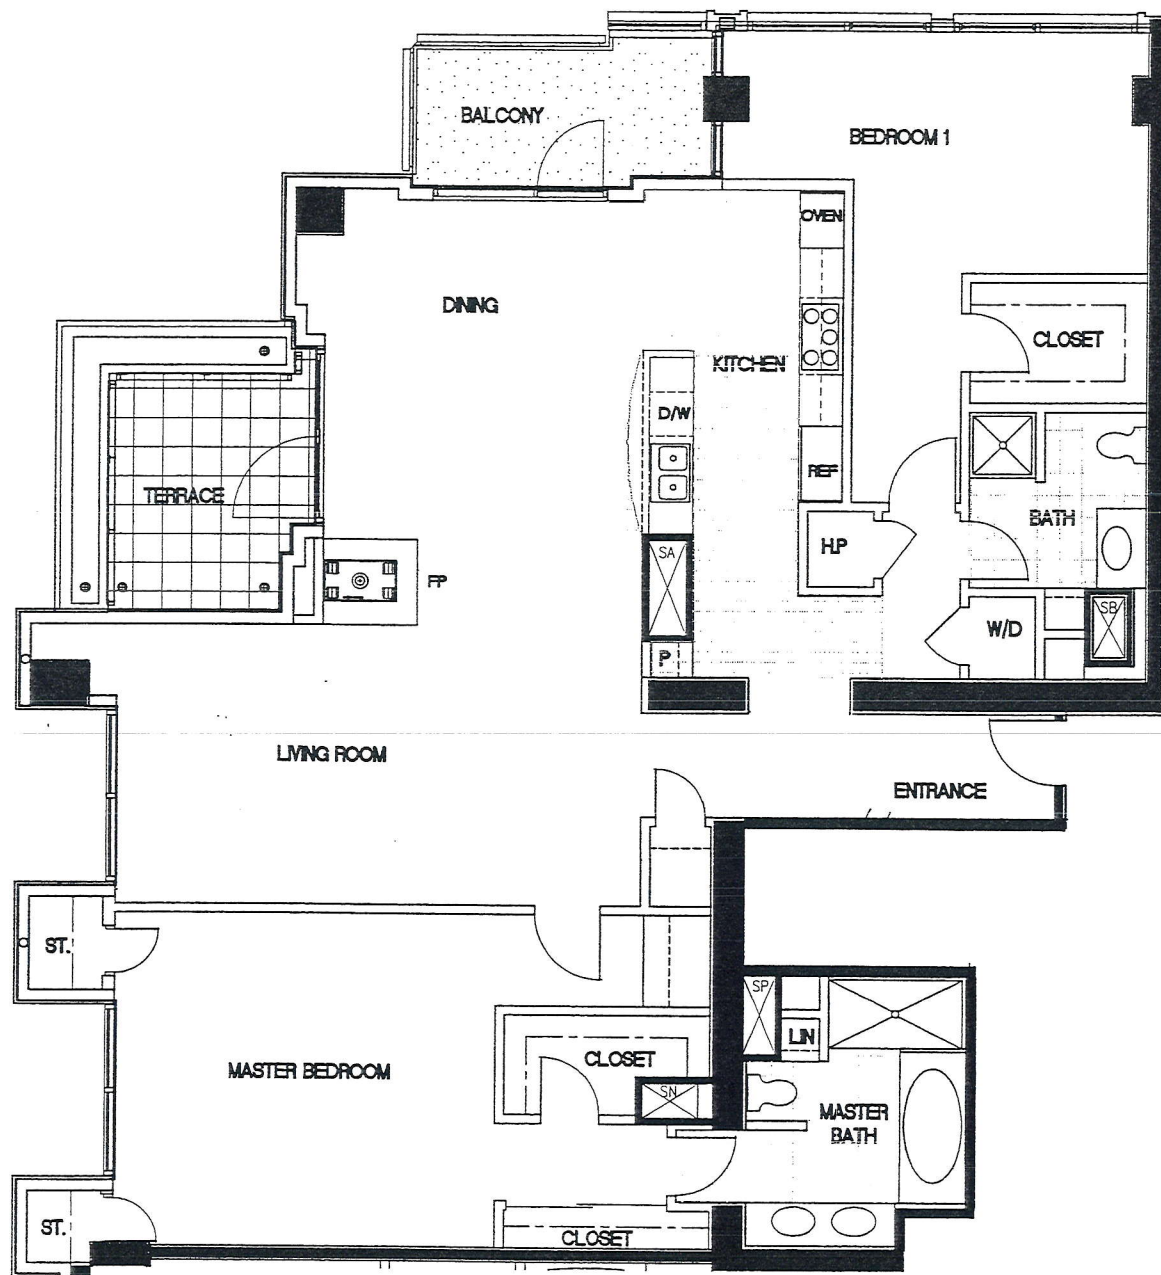 BALCONY
BEDROOM 1
OVEN
DINING
CLOSET
KITCHEN
D/W
REF
TERRACE
BATH
H.P
SA
FP
SB
W/D
P
LIVING ROOM
ENTRANCE
ST.
SP
LIN
CLOSET
MASTER BEDROOM
SN
MASTER
BATH
ST.
CLOSET